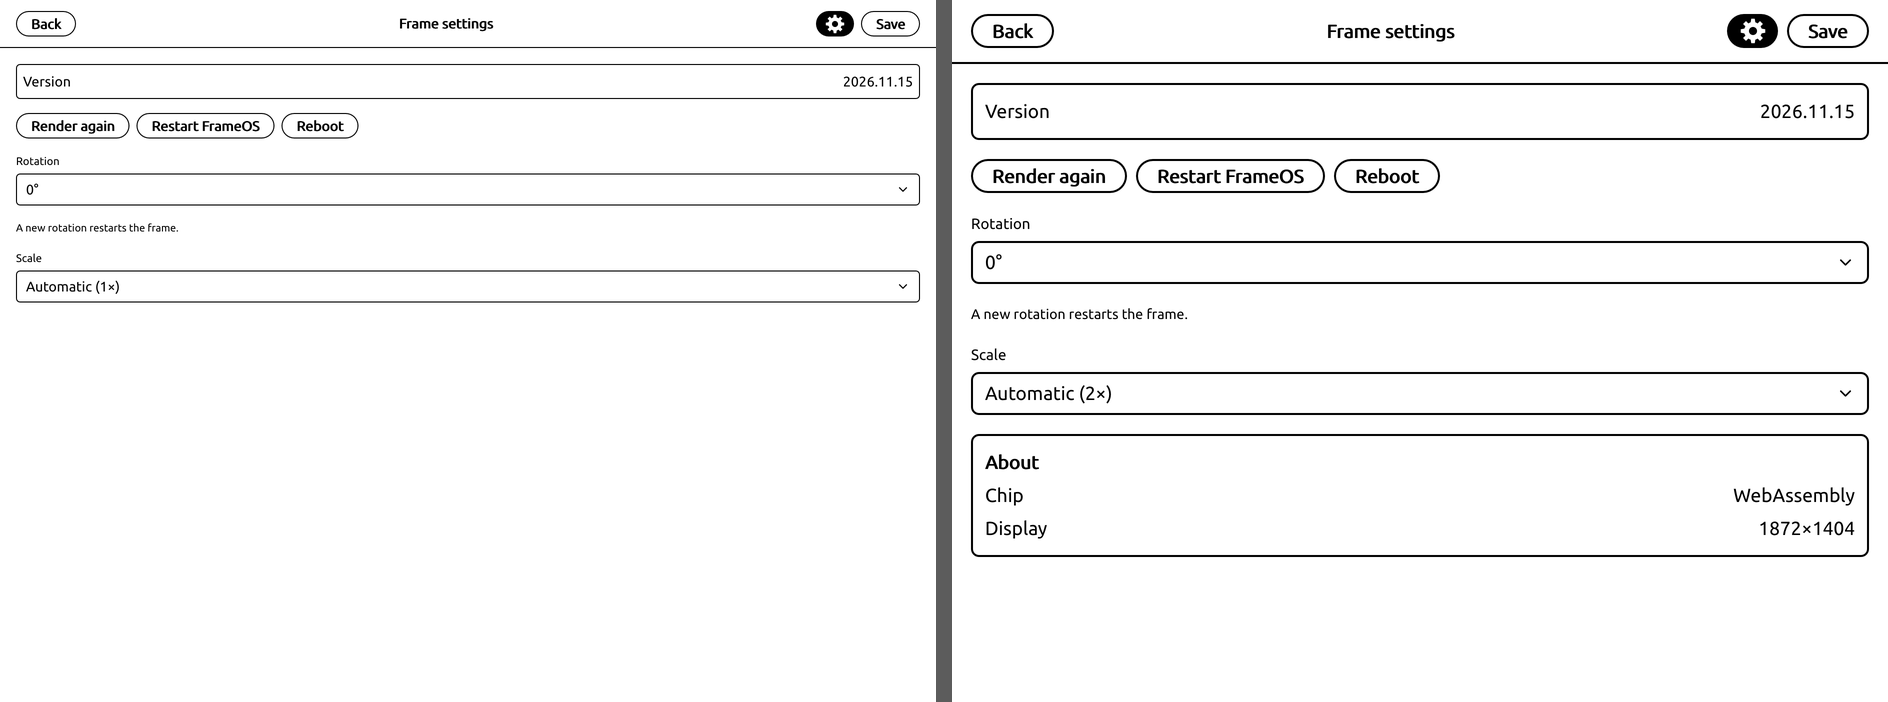 Back Frame settings Save
Version 2026.11.15
Render again Restart FrameOS Reboot
Rotation
0°
A new rotation restarts the frame.
Scale
Automatic (1×)
Back Frame settings Save
Version 2026.11.15
Render again Restart FrameOS Reboot
Rotation
0°
A new rotation restarts the frame.
Scale
Automatic (2×)
About
Chip WebAssembly
Display 1872×1404